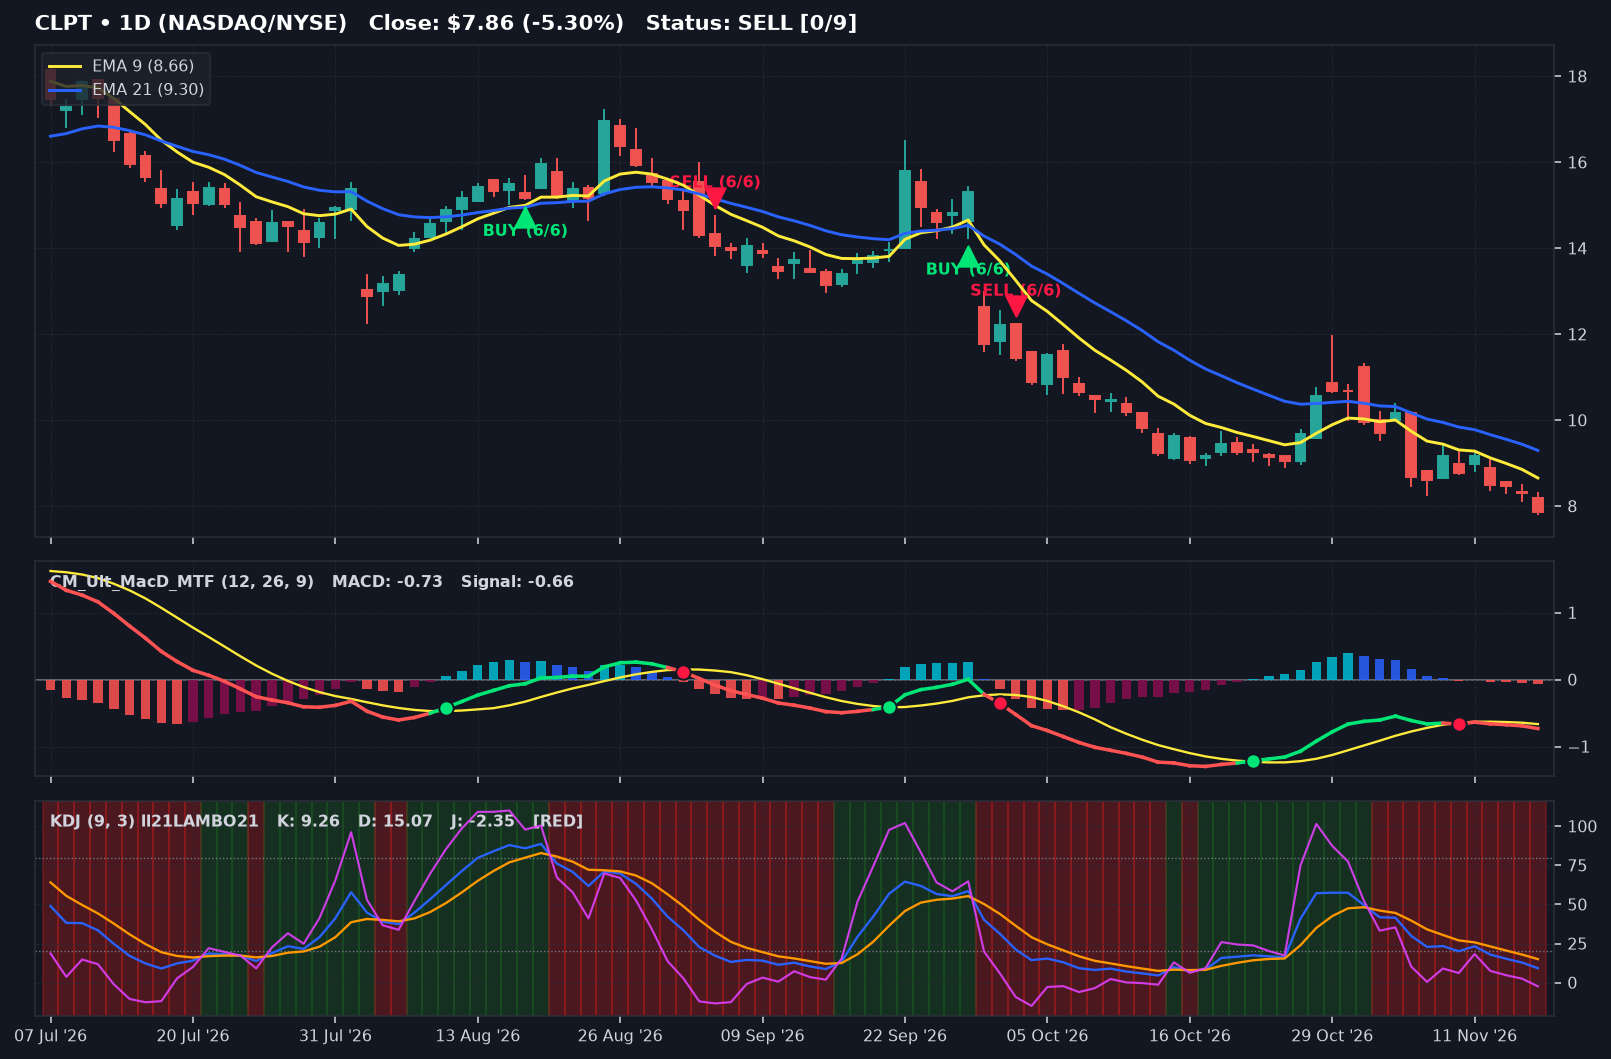 CLPT • 1D (NASDAQ/NYSE)   Close: $7.86 (-5.30%)   Status: SELL [0/9]
EMA 9 (8.66)
EMA 21 (9.30)
18
16
14
12
10
8
SELL (6/6)
BUY (6/6)
BUY (6/6)
SELL (6/6)
CM_Ult_MacD_MTF (12, 26, 9)   MACD: -0.73   Signal: -0.66
1
0
−1
KDJ (9, 3) II21LAMBO21   K: 9.26   D: 15.07   J: -2.35   [RED]
100
75
50
25
0
07 Jul '26
20 Jul '26
31 Jul '26
13 Aug '26
26 Aug '26
09 Sep '26
22 Sep '26
05 Oct '26
16 Oct '26
29 Oct '26
11 Nov '26